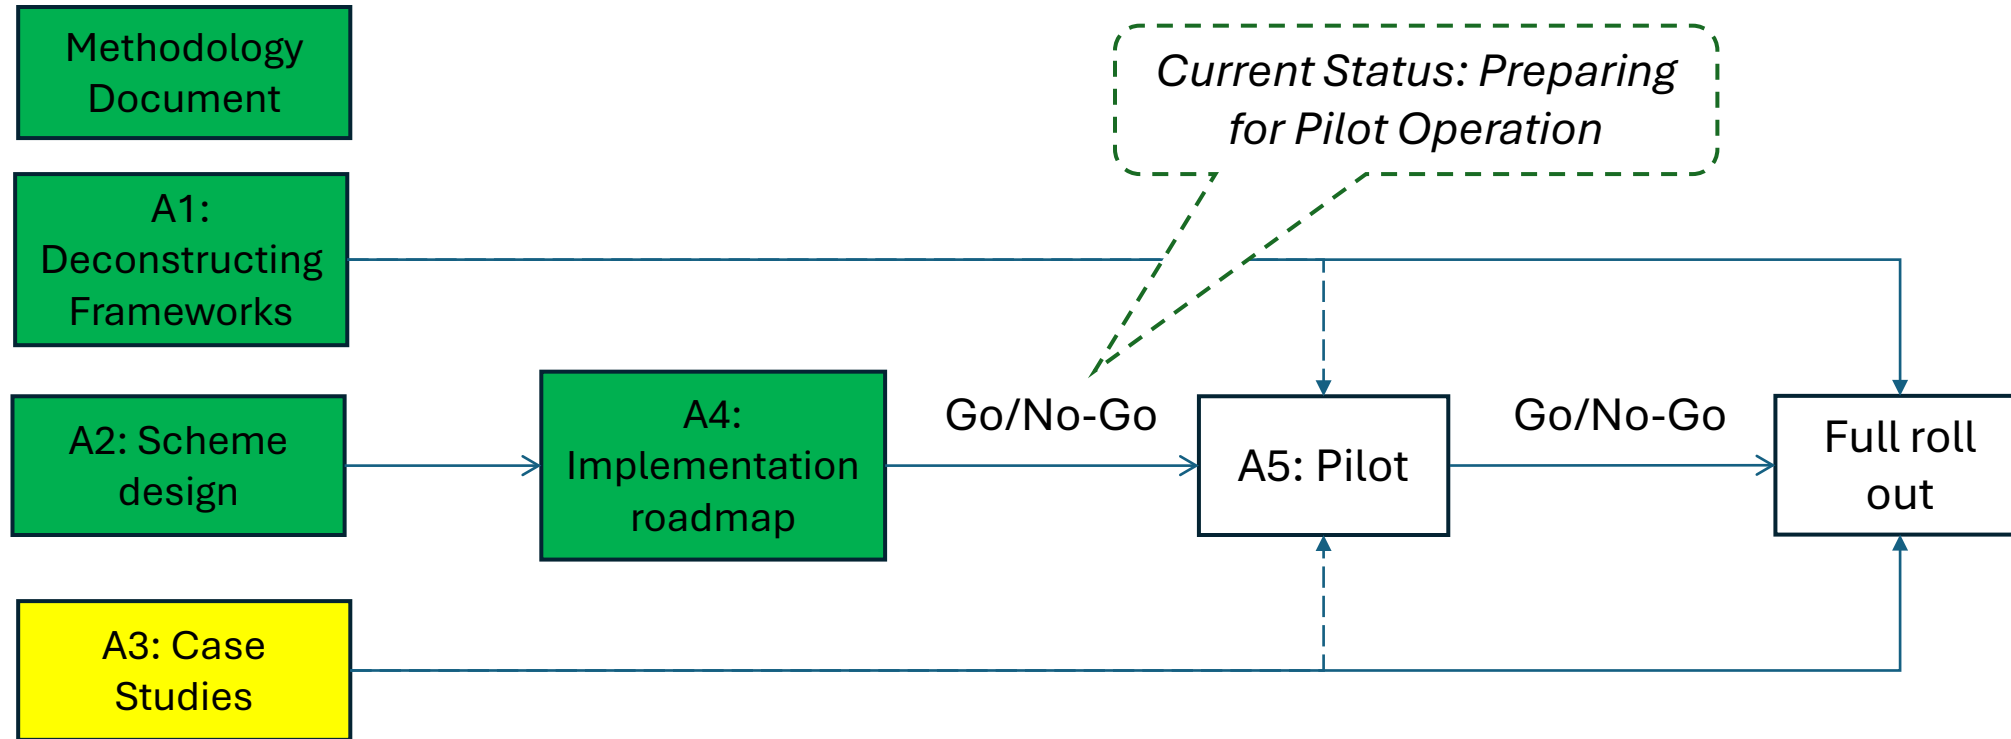 Methodology
Document
Current Status: Preparing
for Pilot Operation
A1:
Deconstructing
Frameworks
A2: Scheme
design
A4:
Implementation
roadmap
Go/No-Go
A5: Pilot
Go/No-Go
Full roll
out
A3: Case
Studies